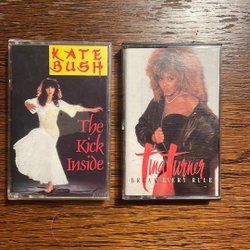 KATE
BUSH
The
Kick
Inside
Tina Turner
BREAK EVERY RULE